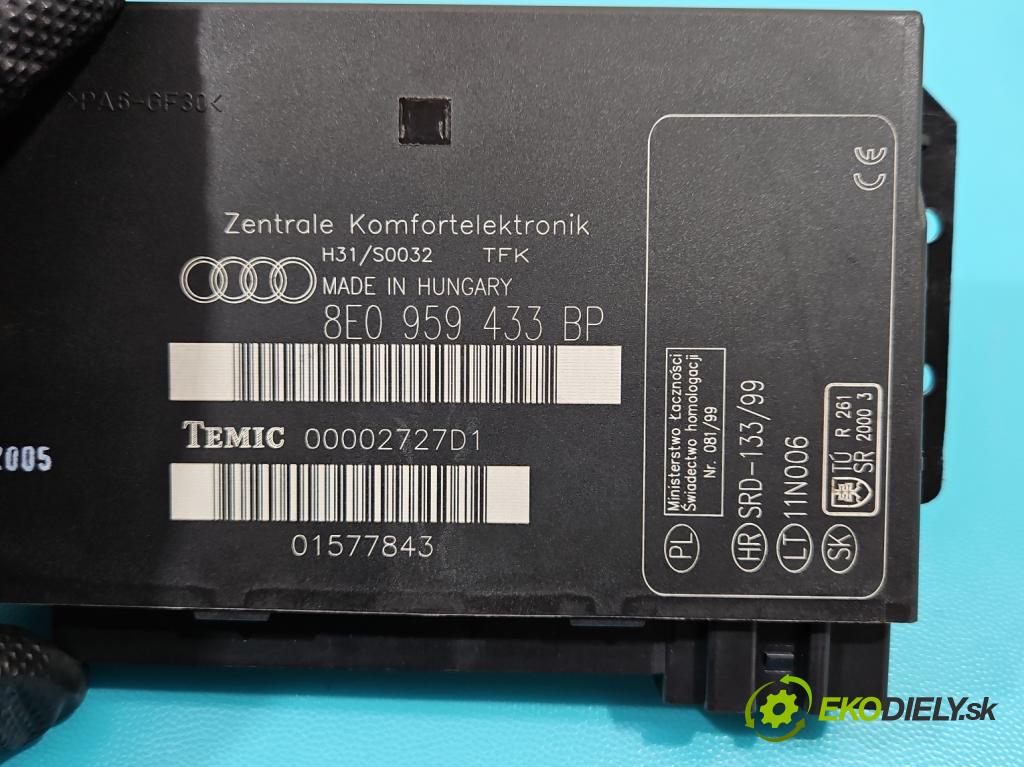 >PA6-GF30<
Zentrale Komfortelektronik
H31/S0032 TFK
MADE IN HUNGARY
8E0 959 433 BP
TEMIC 00002727D1
01577843
2005
CE
PL Ministerstwo Łączności
Świadectwo homologacji
Nr. 081/99
HR SRD-133/99
LT 11N006
SK TÚ R 261
SR 2000 3
EKODIELY.sk